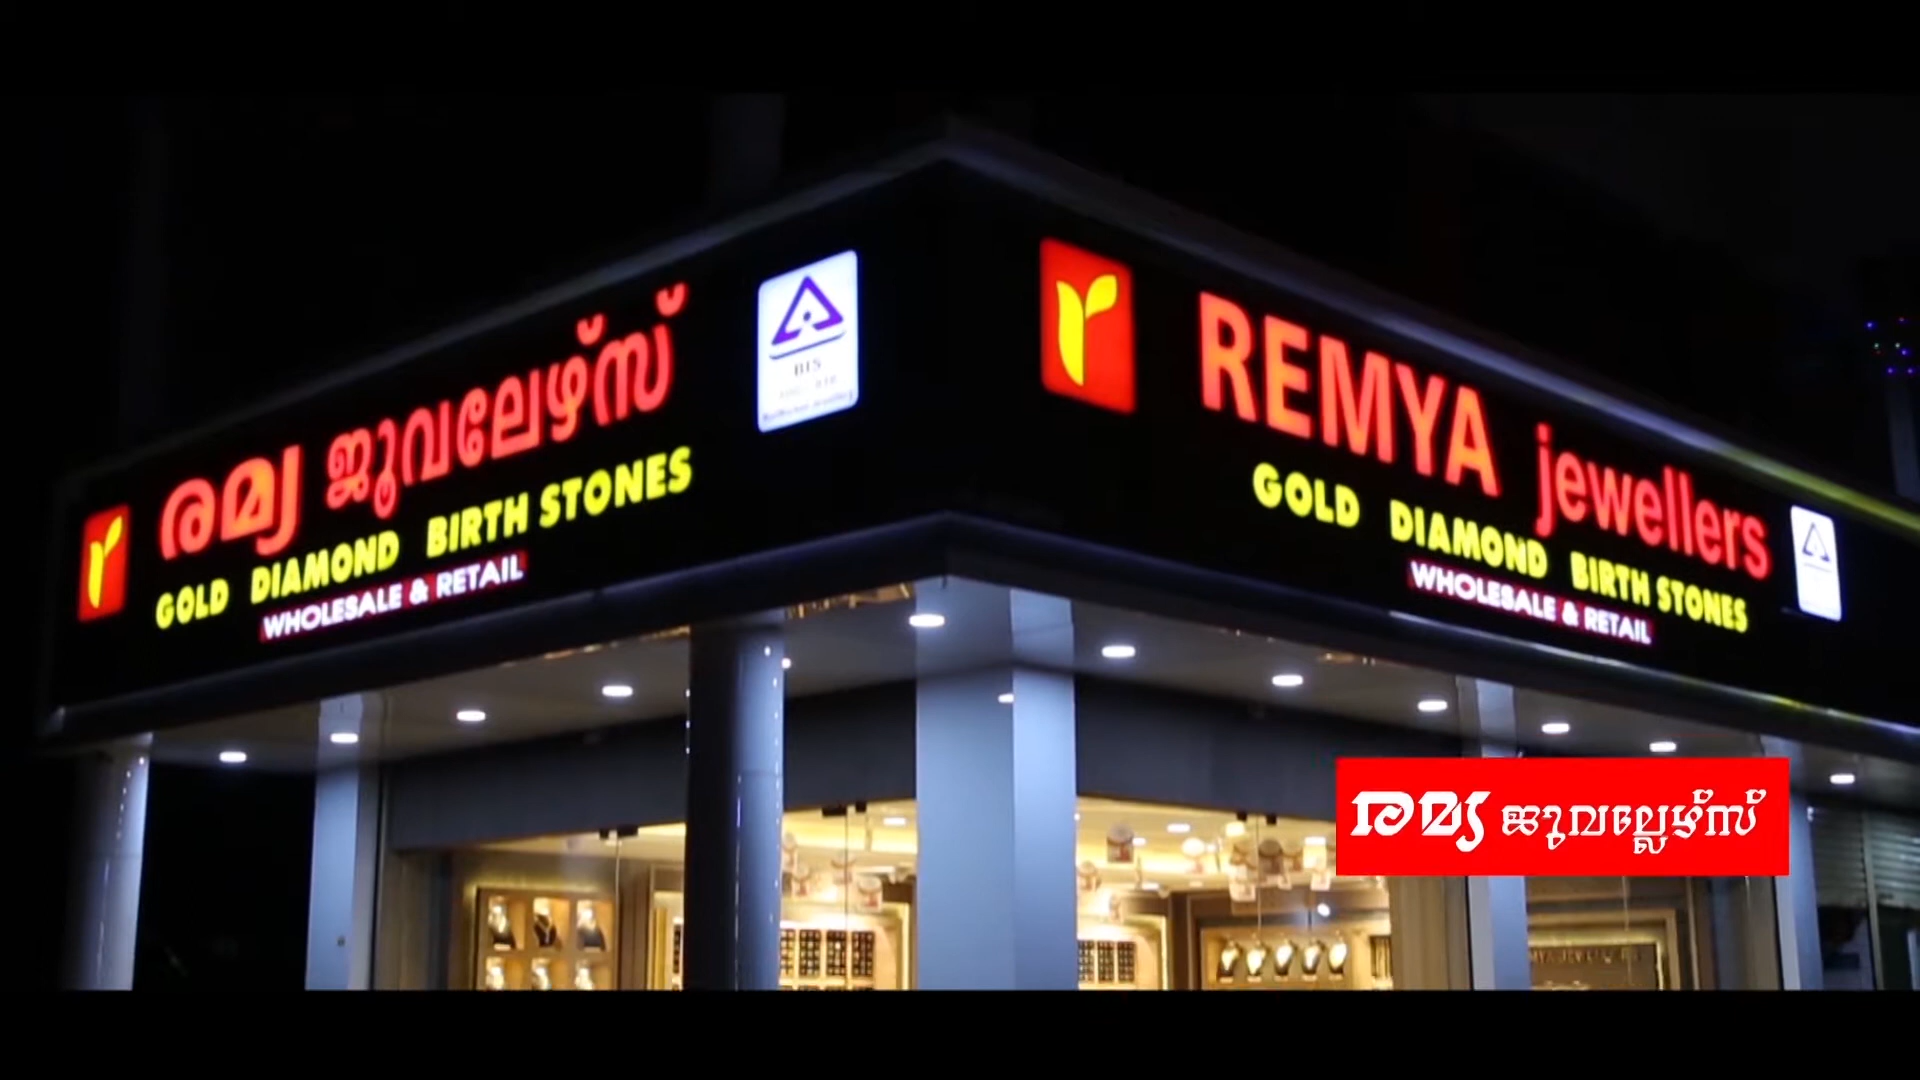 രമ്യ ജൂവലേഴ്സ്
GOLD DIAMOND BIRTH STONES
WHOLESALE & RETAIL
BIS
REMYA jewellers
GOLD DIAMOND BIRTH STONES
WHOLESALE & RETAIL
രമ്യ ജുവല്ലേഴ്സ്